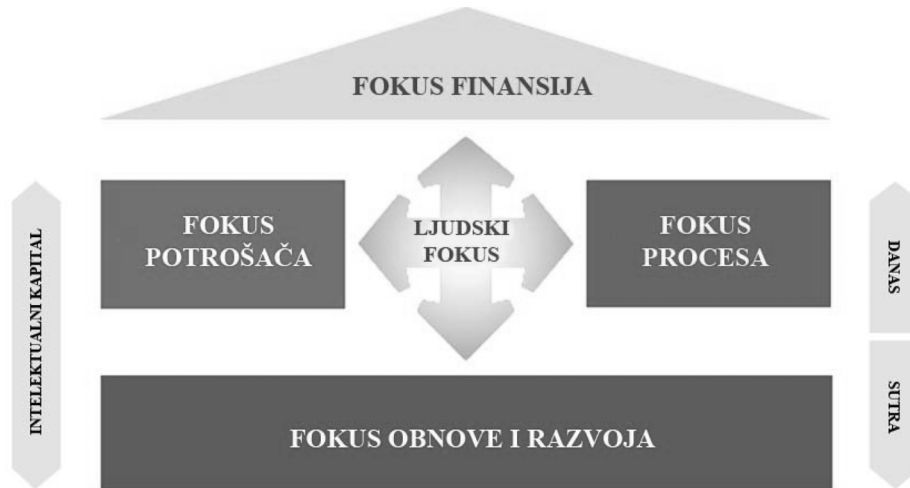 FOKUS FINANSIJA
INTELEKTUALNI KAPITAL
FOKUS
POTROŠAČA
LJUDSKI
FOKUS
FOKUS
PROCESA
DANAS
SUTRA
FOKUS OBNOVE I RAZVOJA